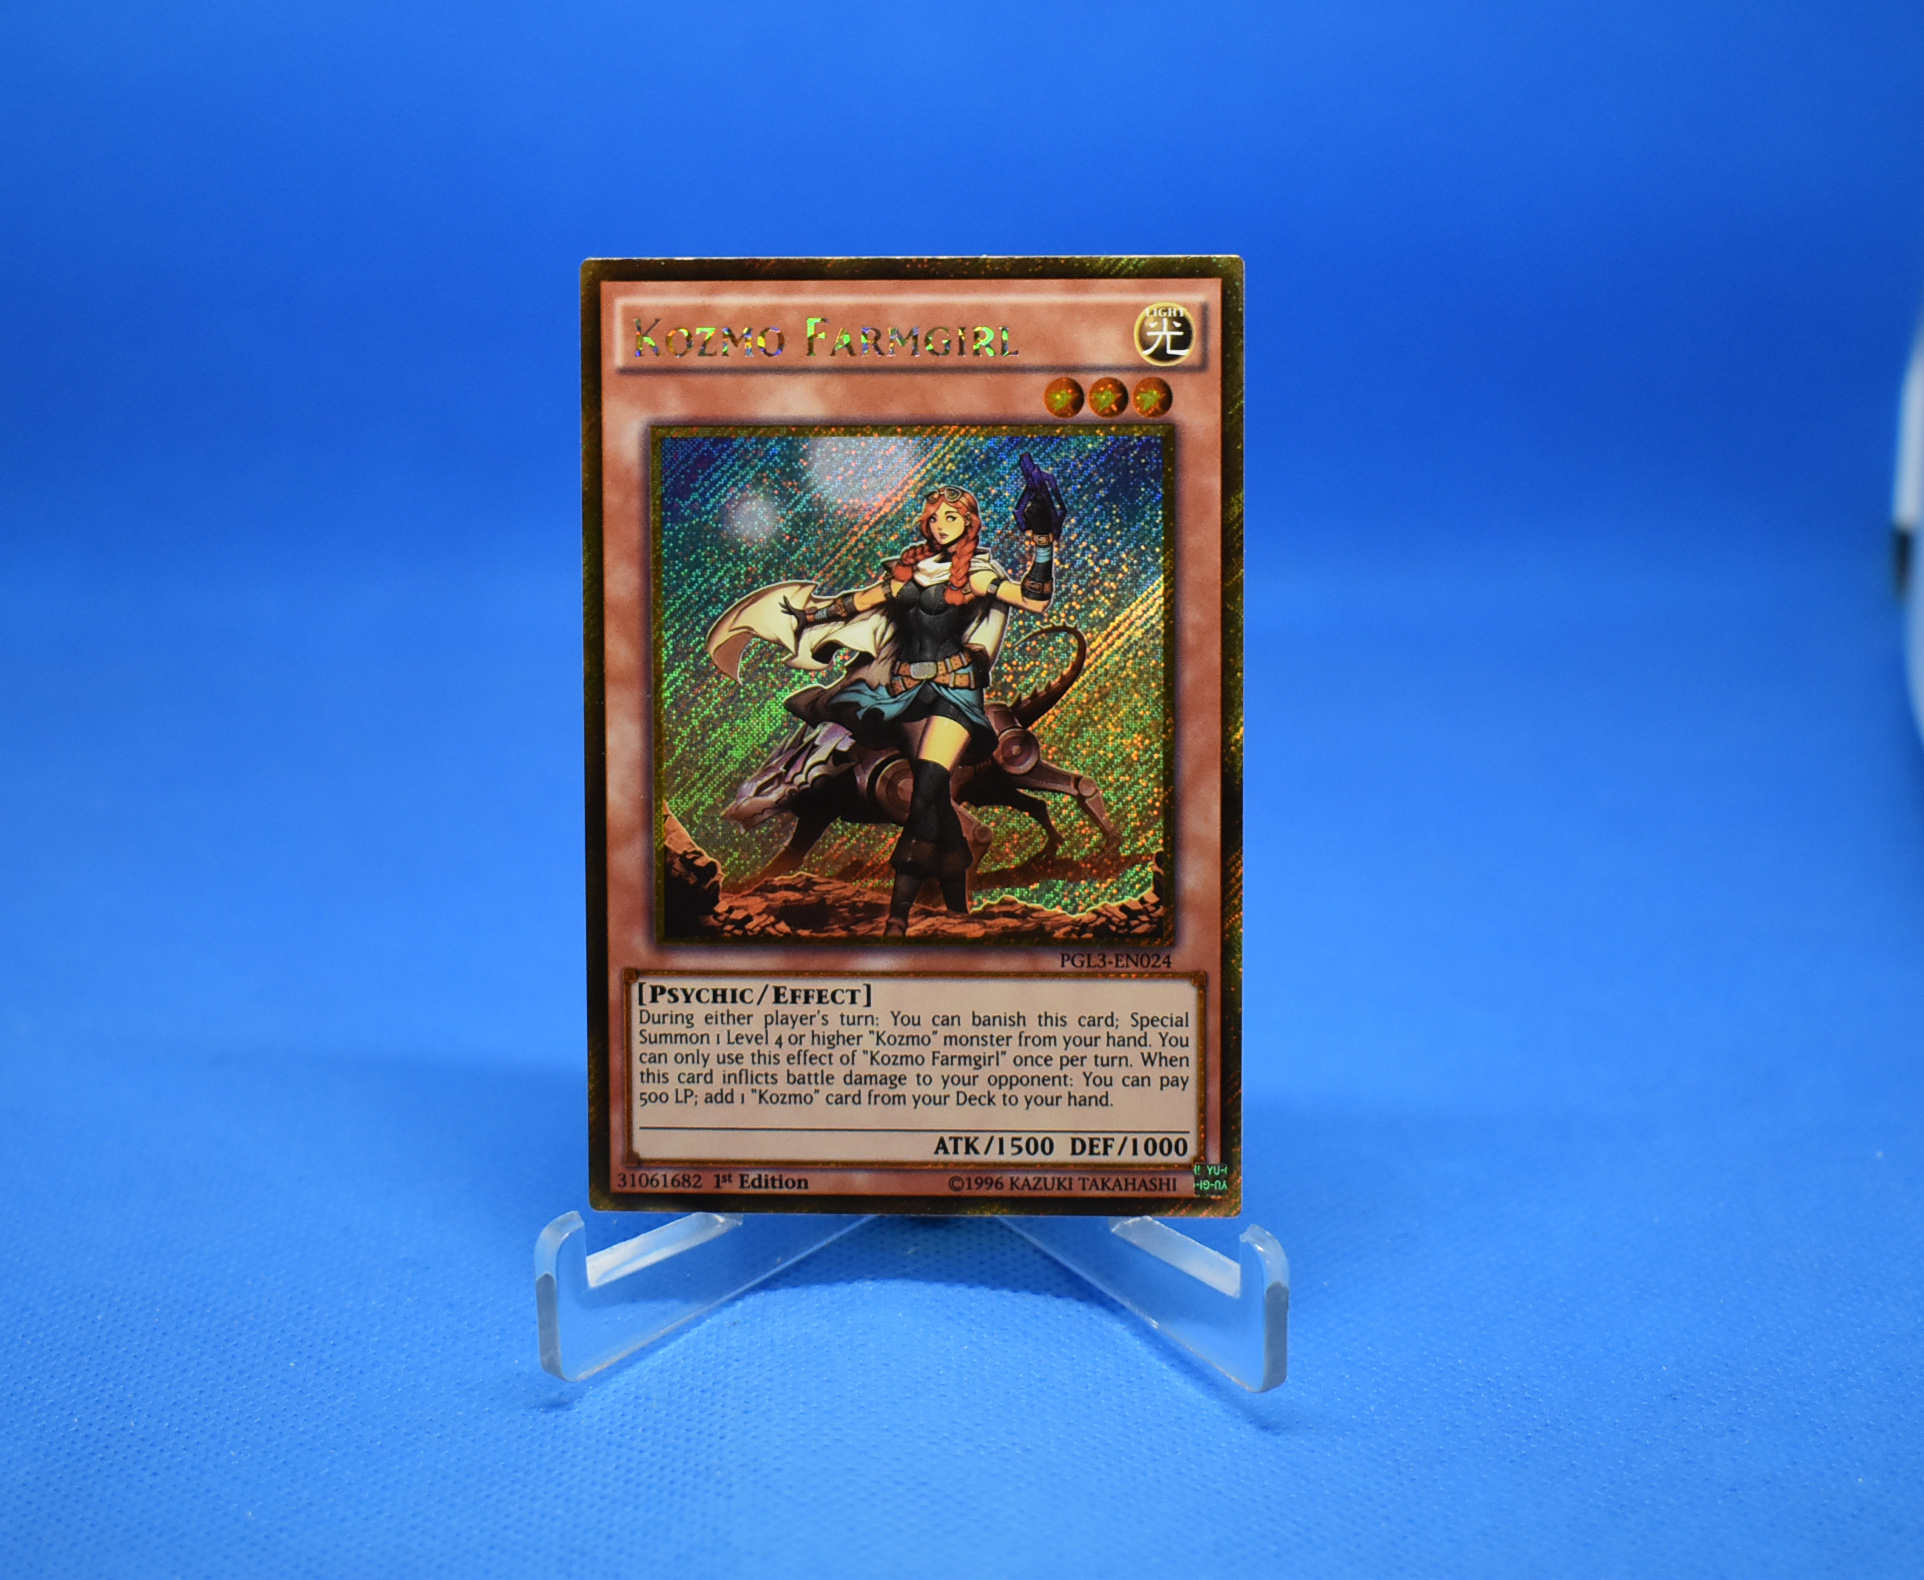 Kozmo Farmgirl
LIGHT
光
PGL3-EN024
[Psychic/Effect]
During either player's turn: You can banish this card; Special
Summon 1 Level 4 or higher "Kozmo" monster from your hand. You
can only use this effect of "Kozmo Farmgirl" once per turn. When
this card inflicts battle damage to your opponent: You can pay
500 LP; add 1 "Kozmo" card from your Deck to your hand.
ATK/1500 DEF/1000
31061682 1st Edition
©1996 KAZUKI TAKAHASHI